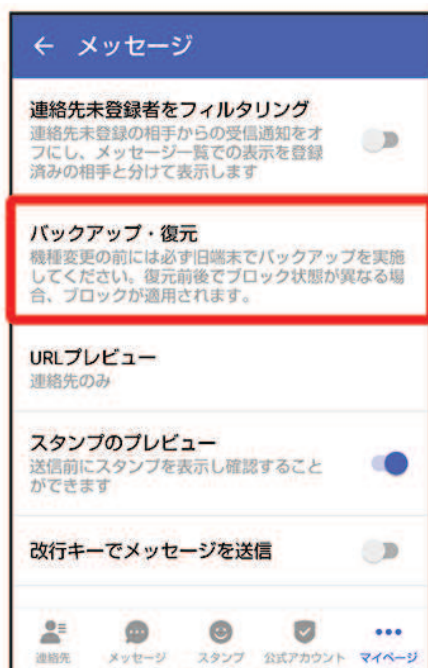 ← メッセージ
連絡先未登録者をフィルタリング
連絡先未登録の相手からの受信通知をオ
フにし、メッセージ一覧での表示を登録
済みの相手と分けて表示します
バックアップ・復元
機種変更の前には必ず旧端末でバックアップを実施
してください。復元前後でブロック状態が異なる場
合、ブロックが適用されます。
URLプレビュー
連絡先のみ
スタンプのプレビュー
送信前にスタンプを表示し確認すること
ができます
改行キーでメッセージを送信
連絡先 メッセージ スタンプ 公式アカウント マイページ